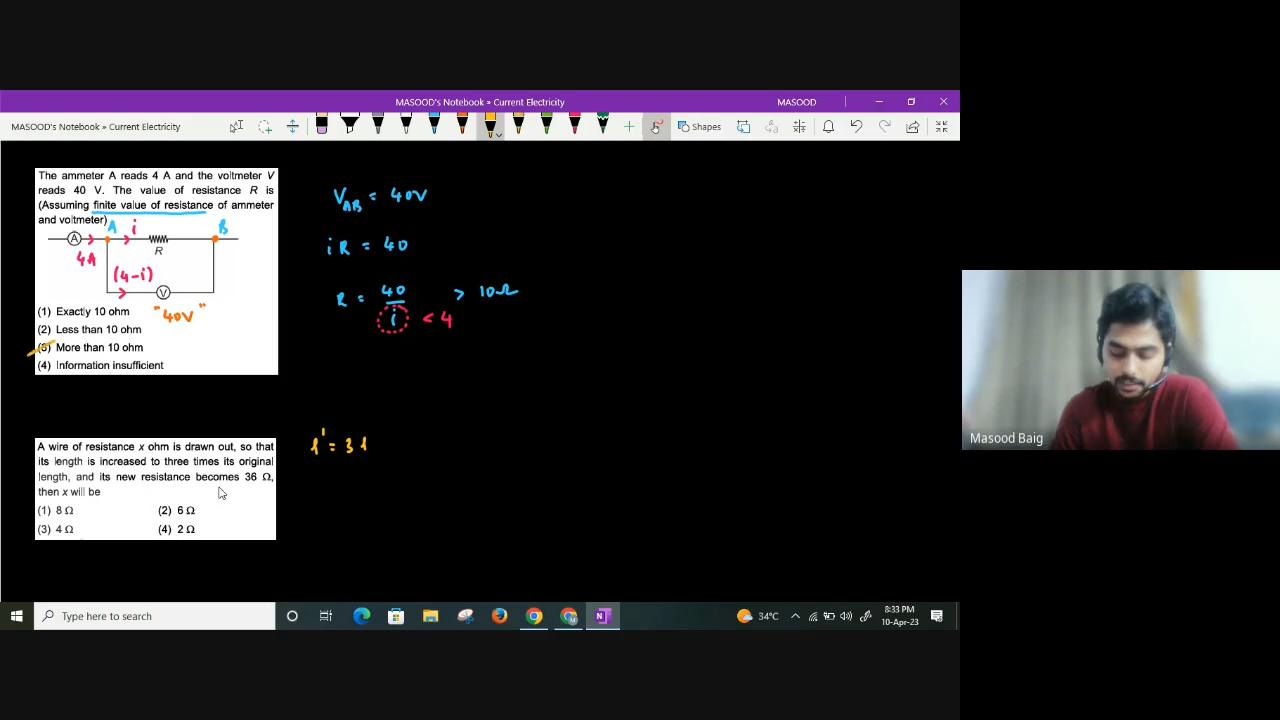 MASOOD's Notebook » Current Electricity
MASOOD
MASOOD's Notebook » Current Electricity
Shapes
The ammeter A reads 4 A and the voltmeter V
reads 40 V. The value of resistance R is
(Assuming finite value of resistance of ammeter
and voltmeter)
A i B
A
R
4A
(4-i)
V
"40V"
(1) Exactly 10 ohm
(2) Less than 10 ohm
(3) More than 10 ohm
(4) Information insufficient
V_AB = 40V
iR = 40
R = 40/i > 10Ω
< 4
A wire of resistance x ohm is drawn out, so that
its length is increased to three times its original
length, and its new resistance becomes 36 Ω,
then x will be
(1) 8 Ω (2) 6 Ω
(3) 4 Ω (4) 2 Ω
l' = 3l
Masood Baig
Type here to search
34°C
8:33 PM
10-Apr-23